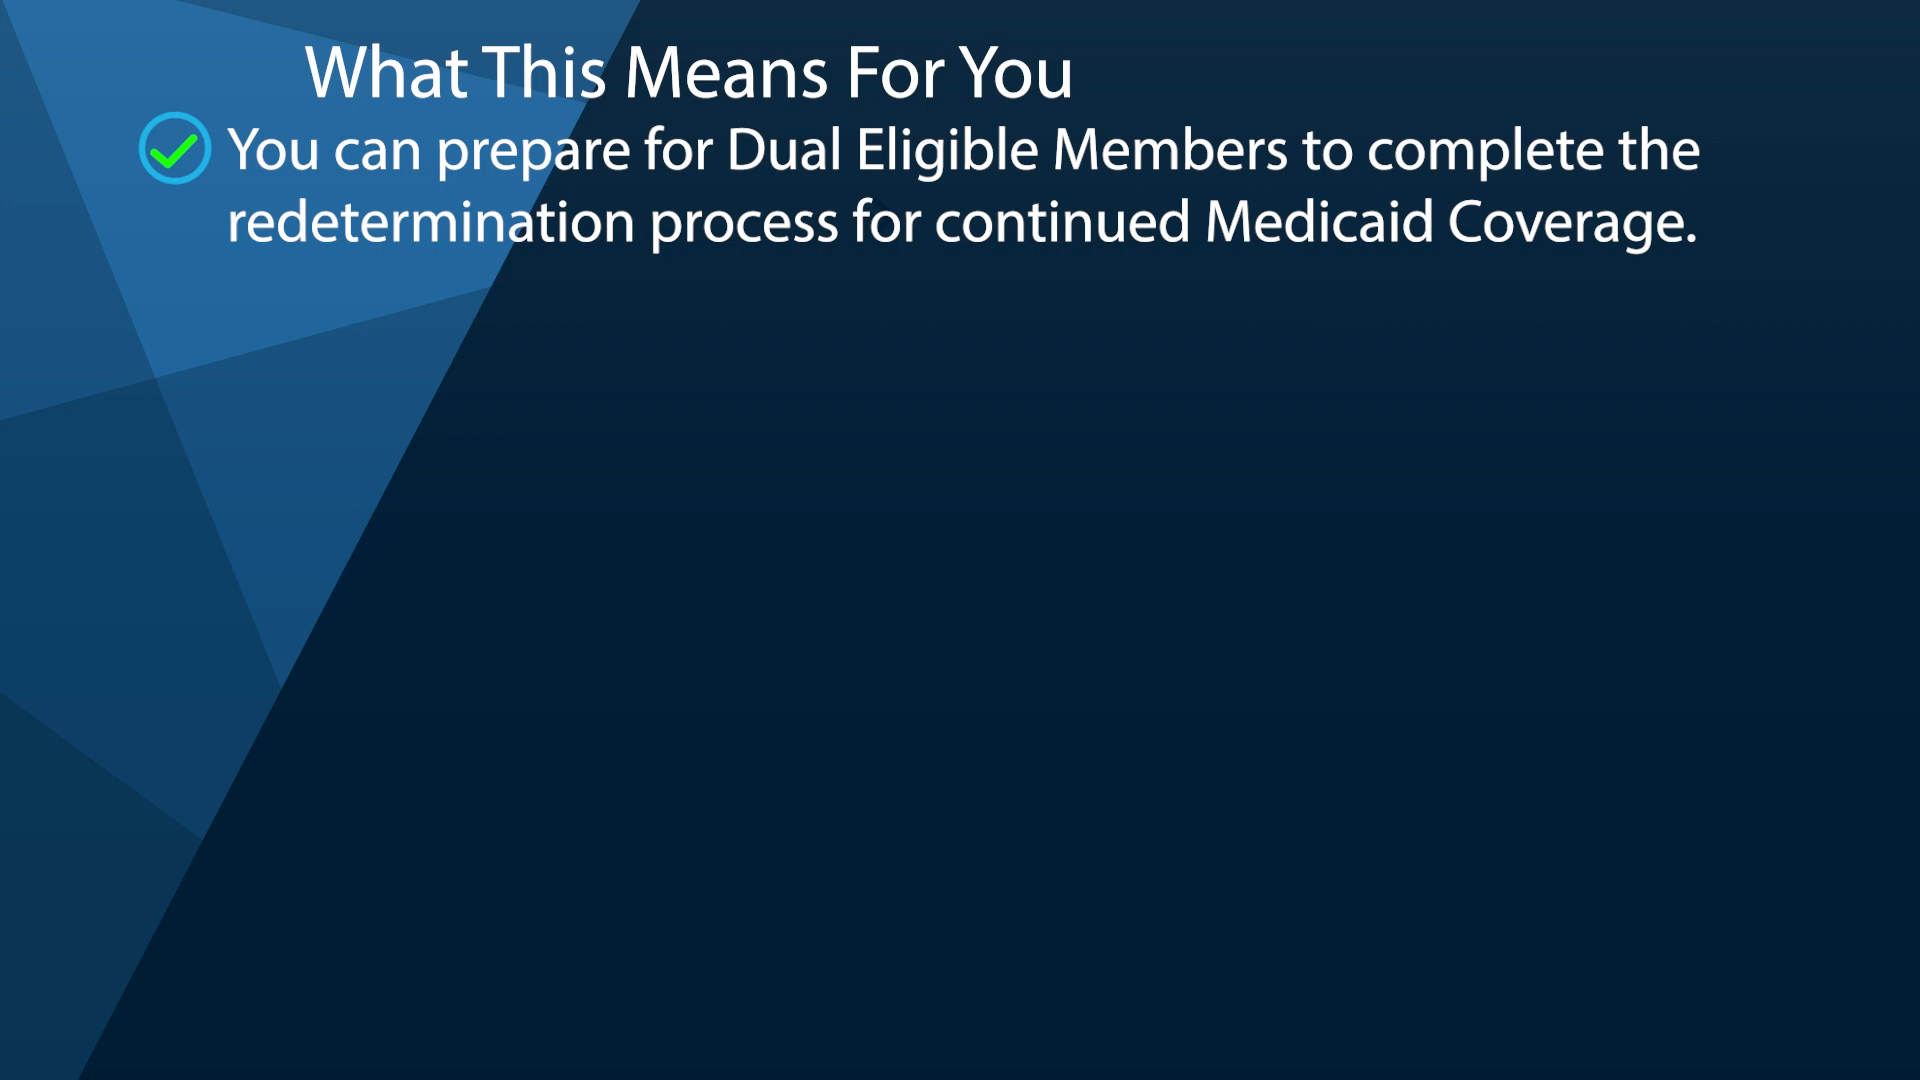 What This Means For You
You can prepare for Dual Eligible Members to complete the
redetermination process for continued Medicaid Coverage.